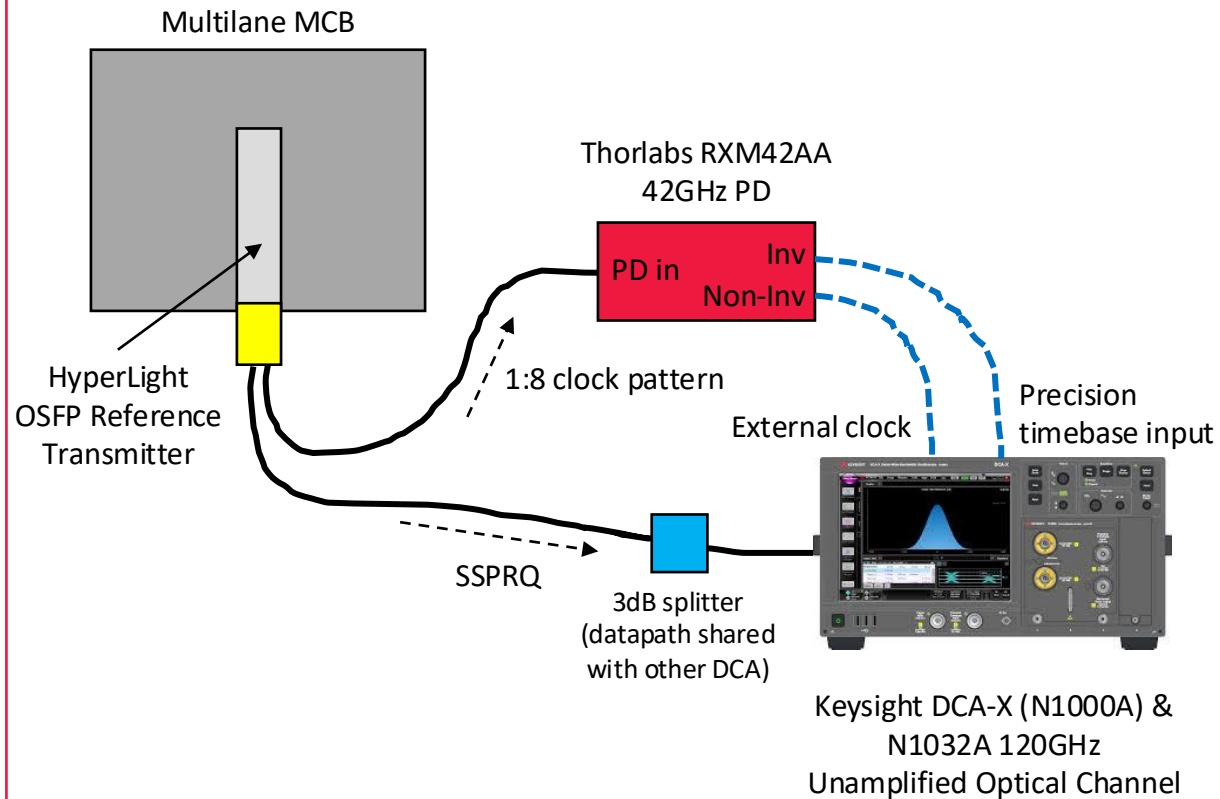 Multilane MCB
Thorlabs RXM42AA
42GHz PD
PD in
Inv
Non-Inv
HyperLight
OSFP Reference
Transmitter
1:8 clock pattern
External clock
Precision
timebase input
SSPRQ
3dB splitter
(datapath shared
with other DCA)
KEYSIGHT
DCA-X
Keysight DCA-X (N1000A) &
N1032A 120GHz
Unamplified Optical Channel